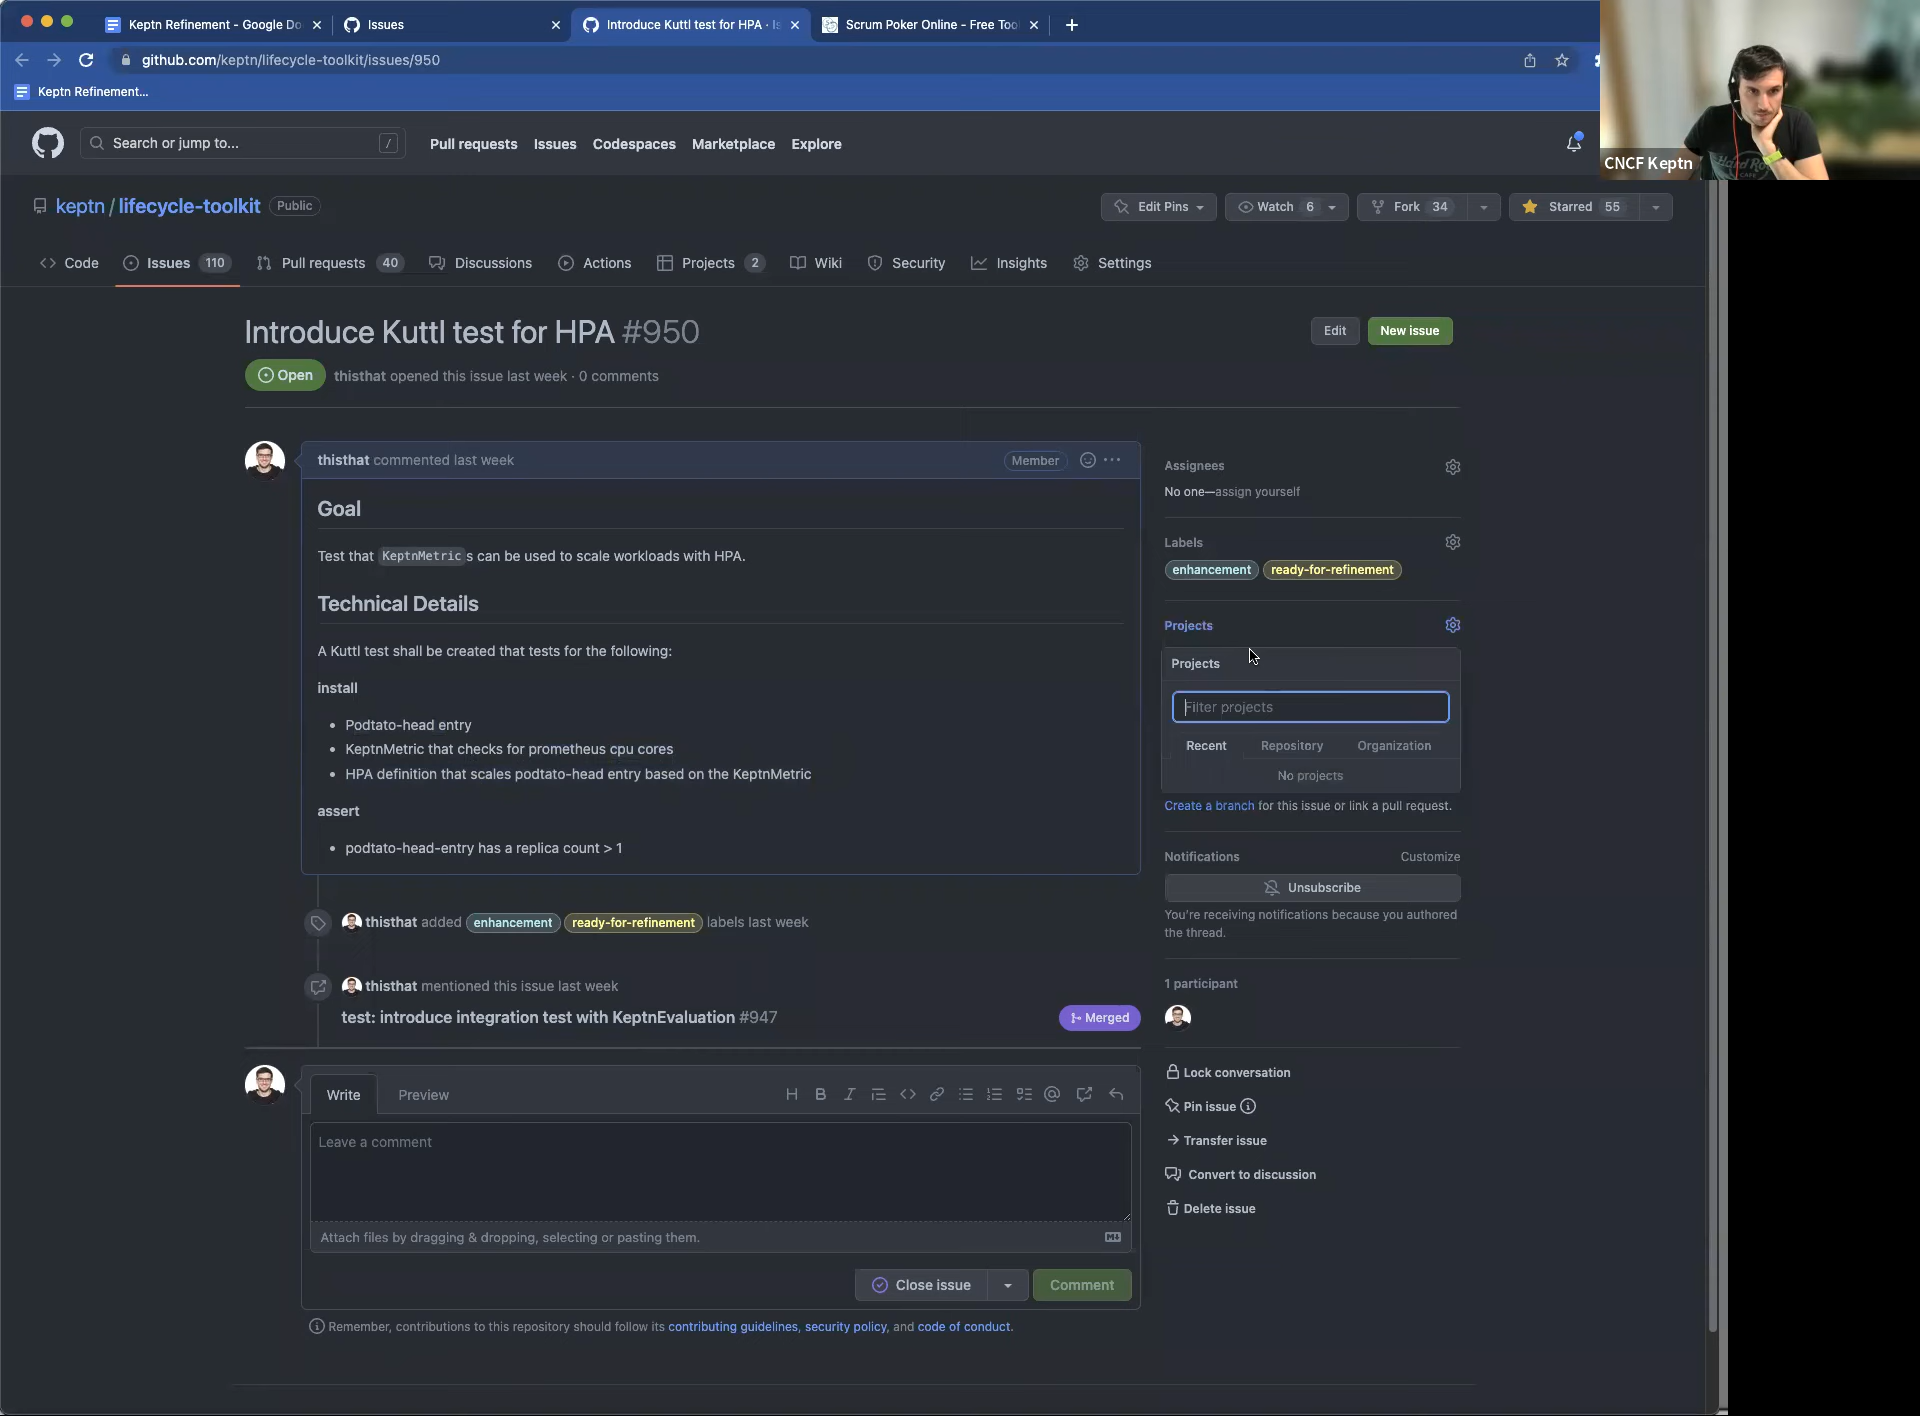 Keptn Refinement - Google Do
Issues
Introduce Kuttl test for HPA · Is
Scrum Poker Online - Free Too
github.com/keptn/lifecycle-toolkit/issues/950
Keptn Refinement...
Search or jump to... /
Pull requests
Issues
Codespaces
Marketplace
Explore
CNCF Keptn
Hard Ro
keptn / lifecycle-toolkit Public
Edit Pins
Watch 6
Fork 34
Starred 55
Code
Issues 110
Pull requests 40
Discussions
Actions
Projects 2
Wiki
Security
Insights
Settings
Introduce Kuttl test for HPA #950
Edit
New issue
Open
thisthat opened this issue last week · 0 comments
thisthat commented last week
Member
Goal
Test that KeptnMetrics can be used to scale workloads with HPA.
Technical Details
A Kuttl test shall be created that tests for the following:
install
• Podtato-head entry
• KeptnMetric that checks for prometheus cpu cores
• HPA definition that scales podtato-head entry based on the KeptnMetric
assert
• podtato-head-entry has a replica count > 1
thisthat added enhancement ready-for-refinement labels last week
thisthat mentioned this issue last week
test: introduce integration test with KeptnEvaluation #947
Merged
Write
Preview
Leave a comment
Attach files by dragging & dropping, selecting or pasting them.
Close issue
Comment
Remember, contributions to this repository should follow its contributing guidelines, security policy, and code of conduct.
Assignees
No one—assign yourself
Labels
enhancement ready-for-refinement
Projects
Projects
Filter projects
Recent
Repository
Organization
No projects
Create a branch for this issue or link a pull request.
Notifications
Customize
Unsubscribe
You're receiving notifications because you authored
the thread.
1 participant
Lock conversation
Pin issue
Transfer issue
Convert to discussion
Delete issue